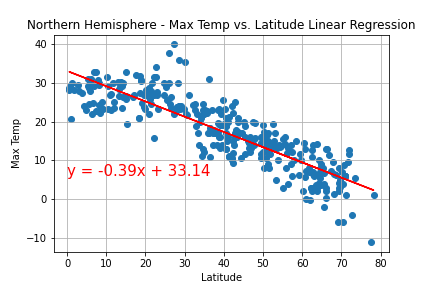 Northern Hemisphere - Max Temp vs. Latitude Linear Regression
40
30
20
10
0
−10
Max Temp
y = -0.39x + 33.14
0 10 20 30 40 50 60 70 80
Latitude